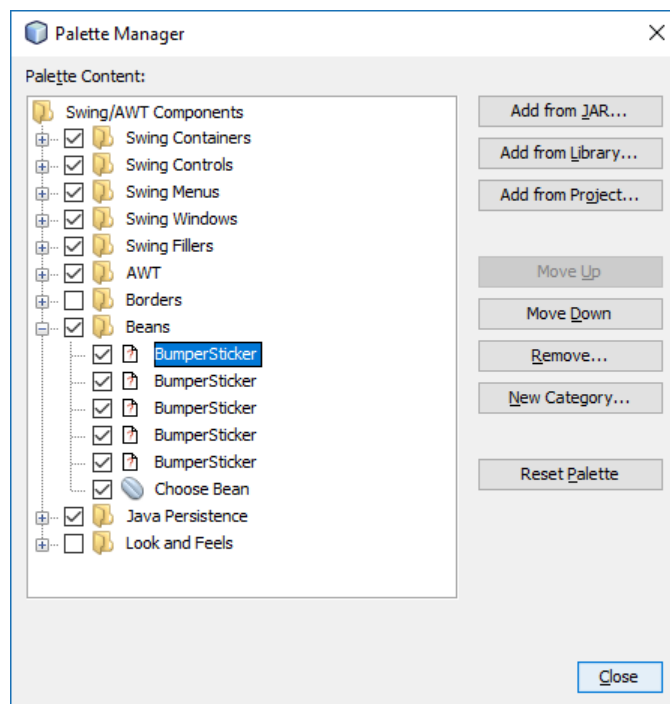 Palette Manager
Palette Content:
Swing/AWT Components
Swing Containers
Swing Controls
Swing Menus
Swing Windows
Swing Fillers
AWT
Borders
Beans
BumperSticker
BumperSticker
BumperSticker
BumperSticker
BumperSticker
Choose Bean
Java Persistence
Look and Feels
Add from JAR...
Add from Library...
Add from Project...
Move Up
Move Down
Remove...
New Category...
Reset Palette
Close